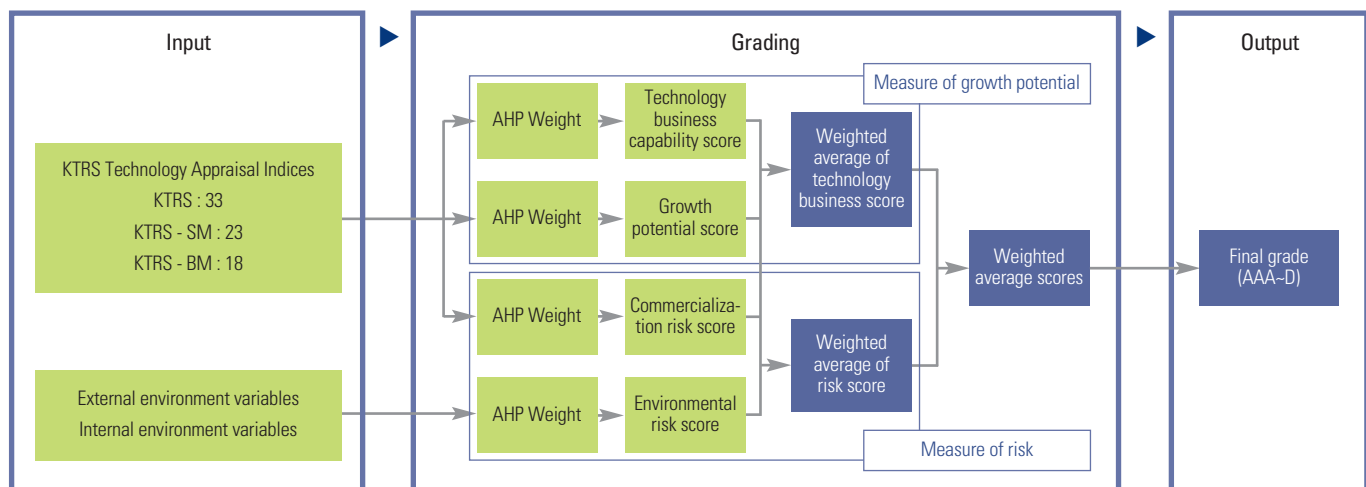 Input
KTRS Technology Appraisal Indices
KTRS : 33
KTRS - SM : 23
KTRS - BM : 18
External environment variables
Internal environment variables
Grading
Measure of growth potential
AHP Weight
Technology
business
capability score
AHP Weight
Growth
potential score
Weighted
average of
technology
business score
AHP Weight
Commercializa-
tion risk score
AHP Weight
Environmental
risk score
Weighted
average of
risk score
Measure of risk
Weighted
average scores
Output
Final grade
(AAA~D)